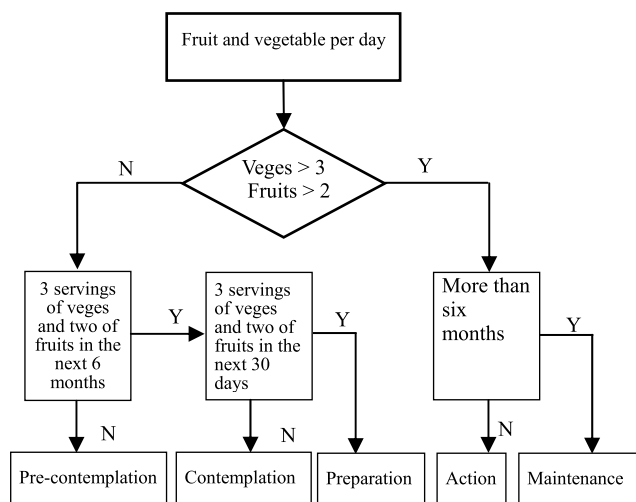 Fruit and vegetable per day
Veges > 3
Fruits > 2
N
Y
3 servings
of veges
and two of
fruits in the
next 6
months
Y
3 servings
of veges
and two of
fruits in the
next 30
days
Y
More than
six
months
Y
N
N
N
Pre-contemplation
Contemplation
Preparation
Action
Maintenance